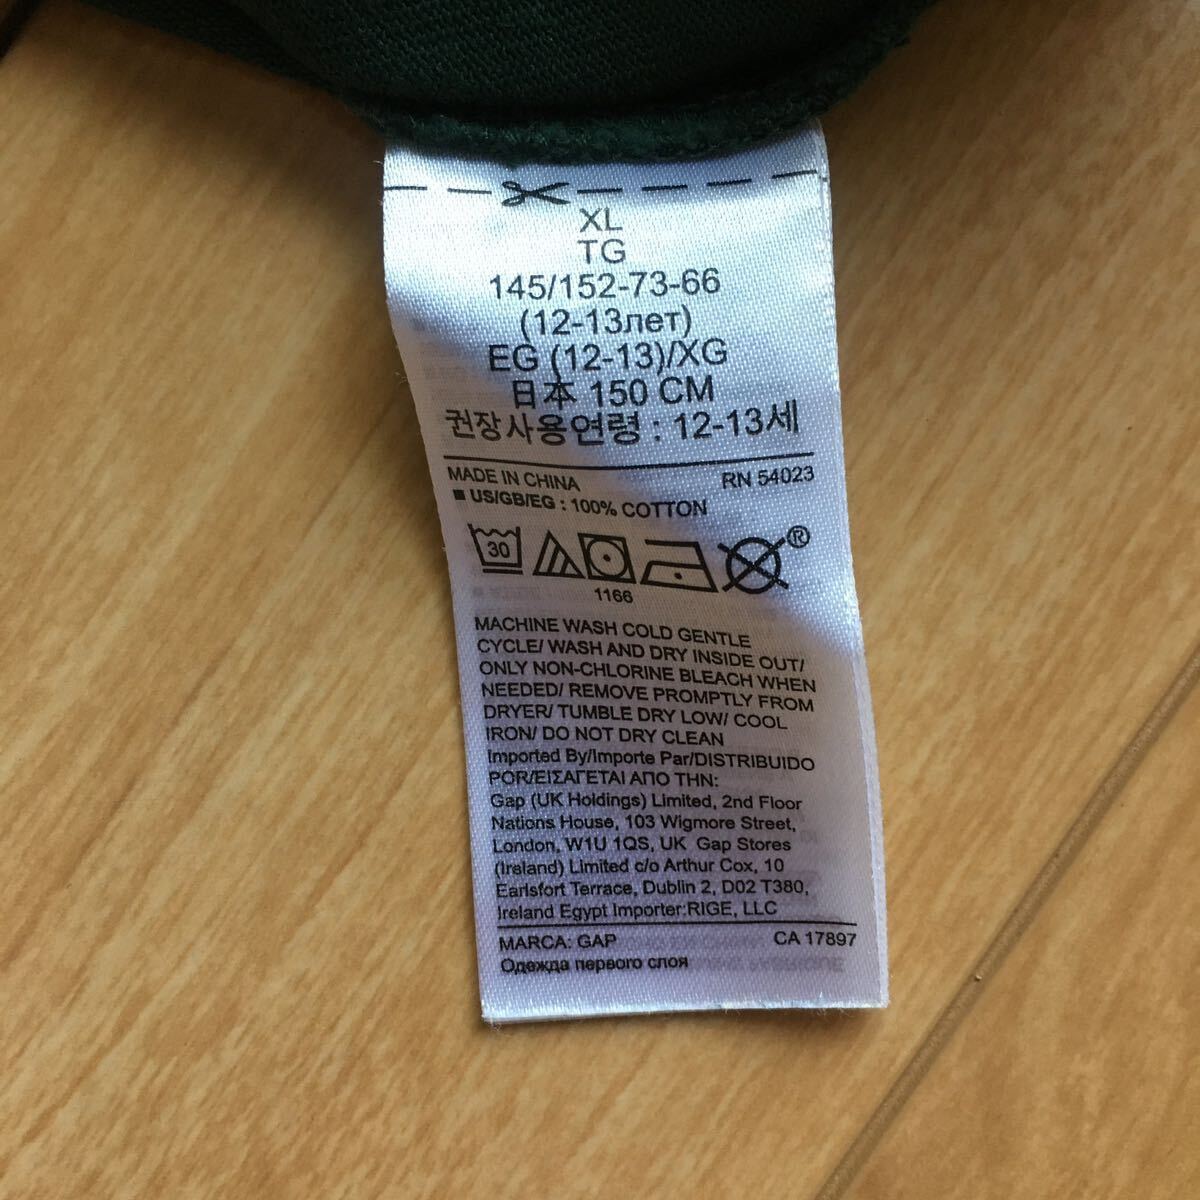 XL
TG
145/152-73-66
(12-13лет)
EG (12-13)/XG
日本 150 CM
권장사용연령 : 12-13세
MADE IN CHINA RN 54023
■ US/GB/EG : 100% COTTON
30 ®
1166
MACHINE WASH COLD GENTLE
CYCLE/ WASH AND DRY INSIDE OUT/
ONLY NON-CHLORINE BLEACH WHEN
NEEDED/ REMOVE PROMPTLY FROM
DRYER/ TUMBLE DRY LOW/ COOL
IRON/ DO NOT DRY CLEAN
Imported By/Importe Par/DISTRIBUIDO
POR/ΕΙΣΑΓΕΤΑΙ ΑΠΟ ΤΗΝ:
Gap (UK Holdings) Limited, 2nd Floor
Nations House, 103 Wigmore Street,
London, W1U 1QS, UK Gap Stores
(Ireland) Limited c/o Arthur Cox, 10
Earlsfort Terrace, Dublin 2, D02 T380,
Ireland Egypt Importer:RIGE, LLC
MARCA: GAP CA 17897
Одежда первого слоя